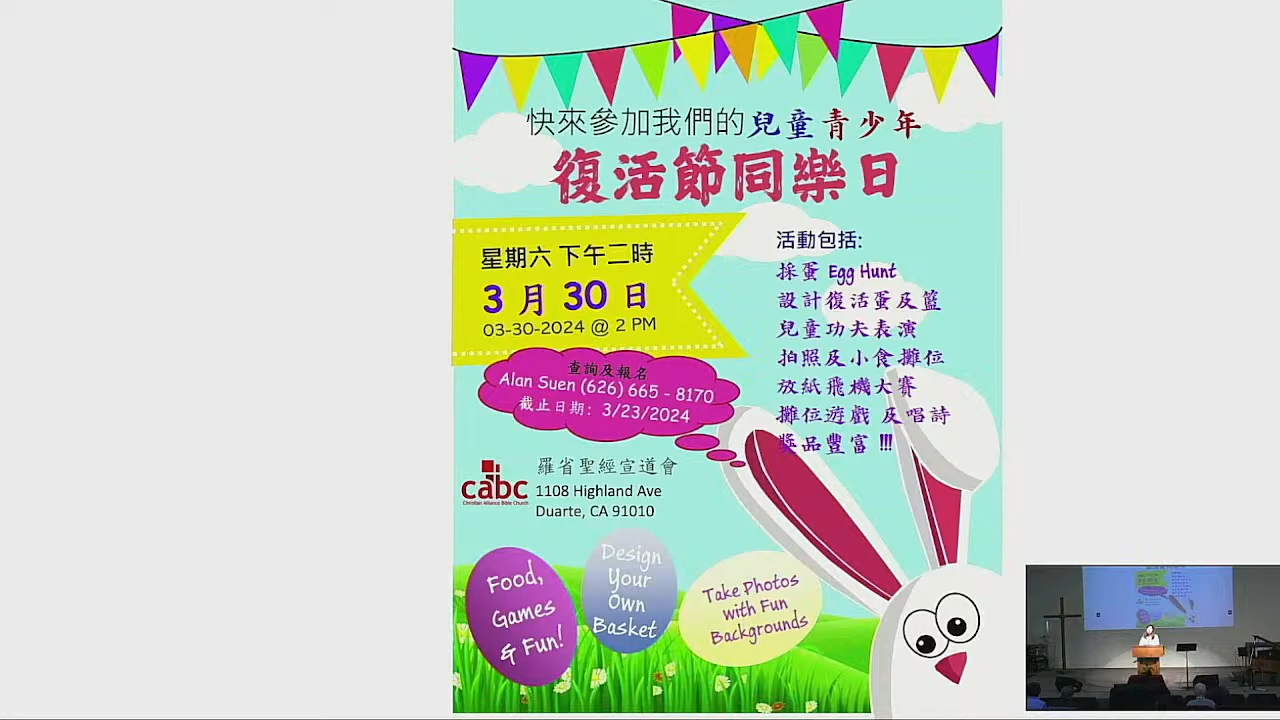 快來參加我們的兒童青少年
復活節同樂日
星期六 下午二時
3 月 30 日
03-30-2024 @ 2 PM
查詢及報名
Alan Suen (626) 665 - 8170
截止日期: 3/23/2024
活動包括:
採蛋 Egg Hunt
設計復活蛋及籃
兒童功夫表演
拍照及小食攤位
放紙飛機大賽
攤位遊戲 及唱詩
獎品豐富 !!!
cabc
Christian Alliance Bible Church
羅省聖經宣道會
1108 Highland Ave
Duarte, CA 91010
Food,
Games
& Fun!
Design
Your
Own
Basket
Take Photos
with Fun
Backgrounds